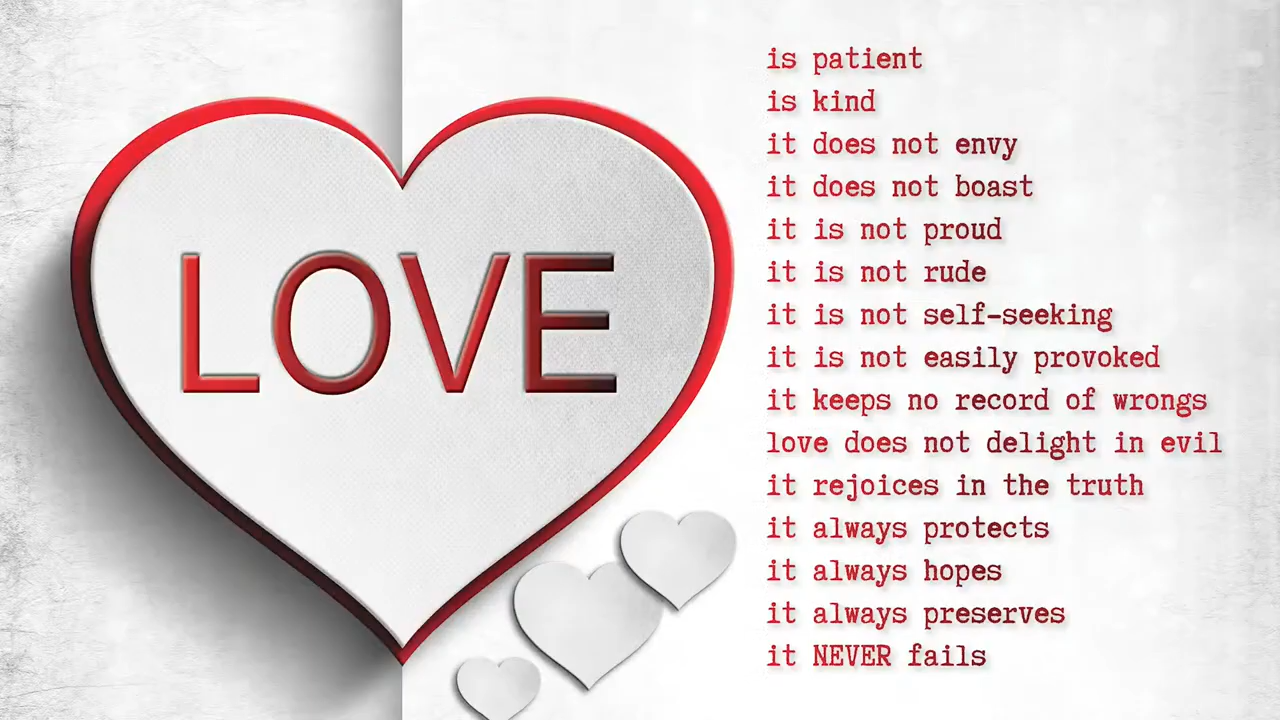 LOVE
is patient
is kind
it does not envy
it does not boast
it is not proud
it is not rude
it is not self-seeking
it is not easily provoked
it keeps no record of wrongs
love does not delight in evil
it rejoices in the truth
it always protects
it always hopes
it always preserves
it NEVER fails